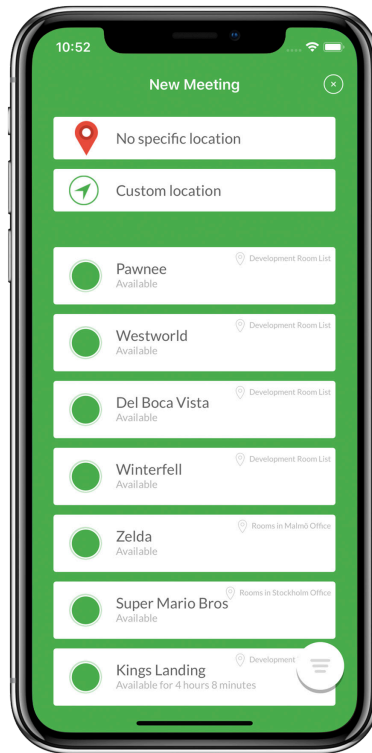 10:52
New Meeting
No specific location
Custom location
Development Room List
Pawnee
Available
Development Room List
Westworld
Available
Development Room List
Del Boca Vista
Available
Development Room List
Winterfell
Available
Rooms in Malmö Office
Zelda
Available
Rooms in Stockholm Office
Super Mario Bros
Available
Development
Kings Landing
Available for 4 hours 8 minutes